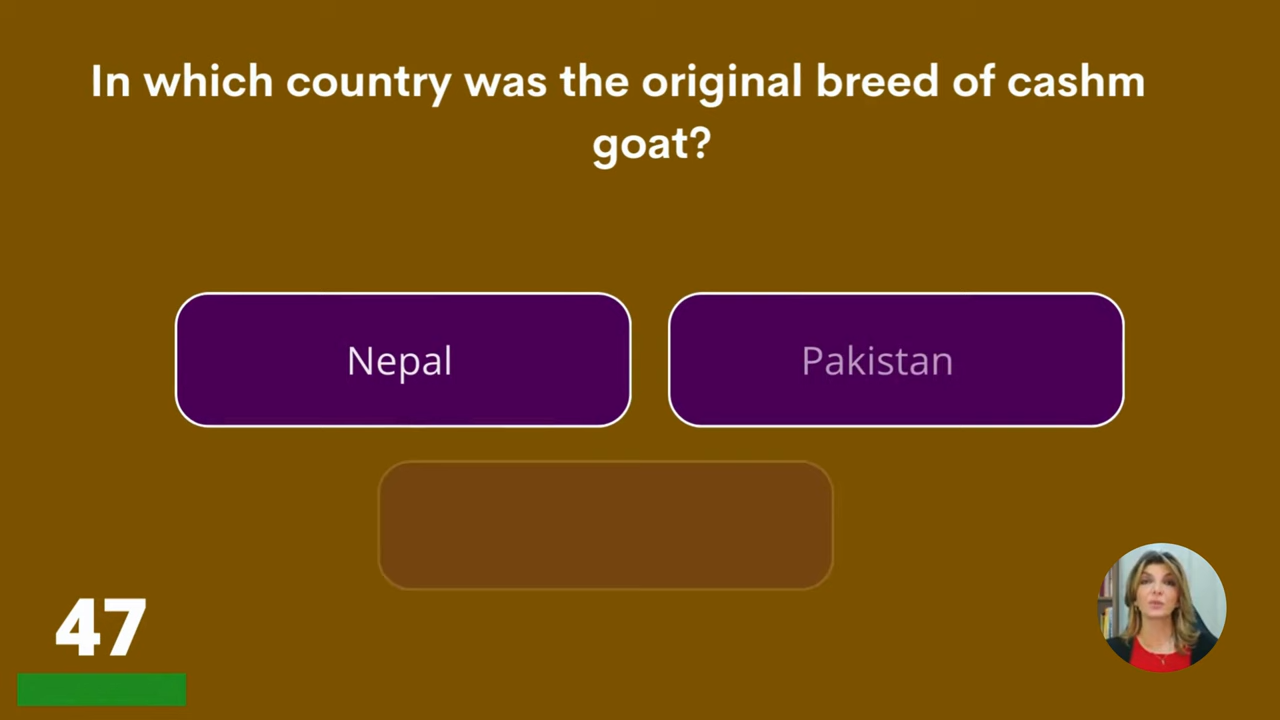 In which country was the original breed of cashm
goat?
Nepal
Pakistan
47